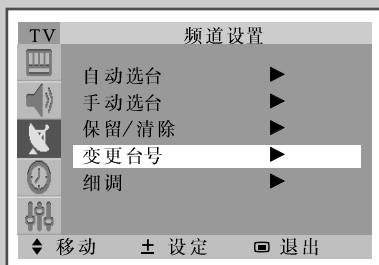 TV 频道设置
自动选台 ▶
手动选台 ▶
保留/清除 ▶
变更台号 ▶
细调 ▶
移动 ± 设定 退出